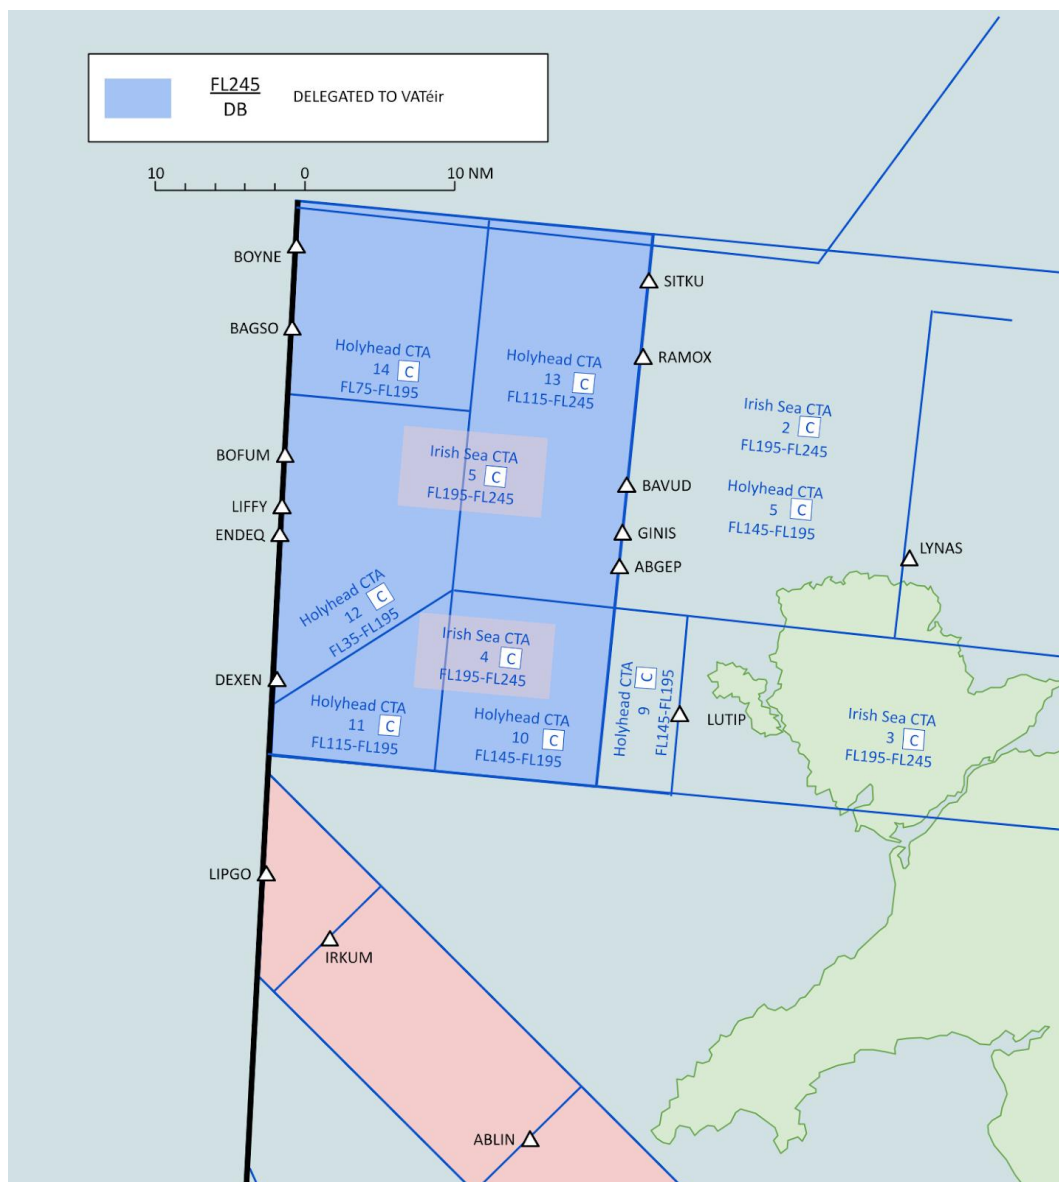 FL245
DB
DELEGATED TO VATéir
10
0
10 NM
BOYNE
SITKU
BAGSO
RAMOX
Holyhead CTA
14 C
FL75-FL195
Holyhead CTA
13 C
FL115-FL245
Irish Sea CTA
2 C
FL195-FL245
BOFUM
Irish Sea CTA
5 C
FL195-FL245
BAVUD
Holyhead CTA
5 C
FL145-FL195
LIFFY
ENDEQ
GINIS
LYNAS
ABGEP
Holyhead CTA
12 C
FL35-FL195
Irish Sea CTA
4 C
FL195-FL245
DEXEN
Holyhead CTA
9 C
FL145-FL195
LUTIP
Holyhead CTA
11 C
FL115-FL195
Holyhead CTA
10 C
FL145-FL195
Irish Sea CTA
3 C
FL195-FL245
LIPGO
IRKUM
ABLIN